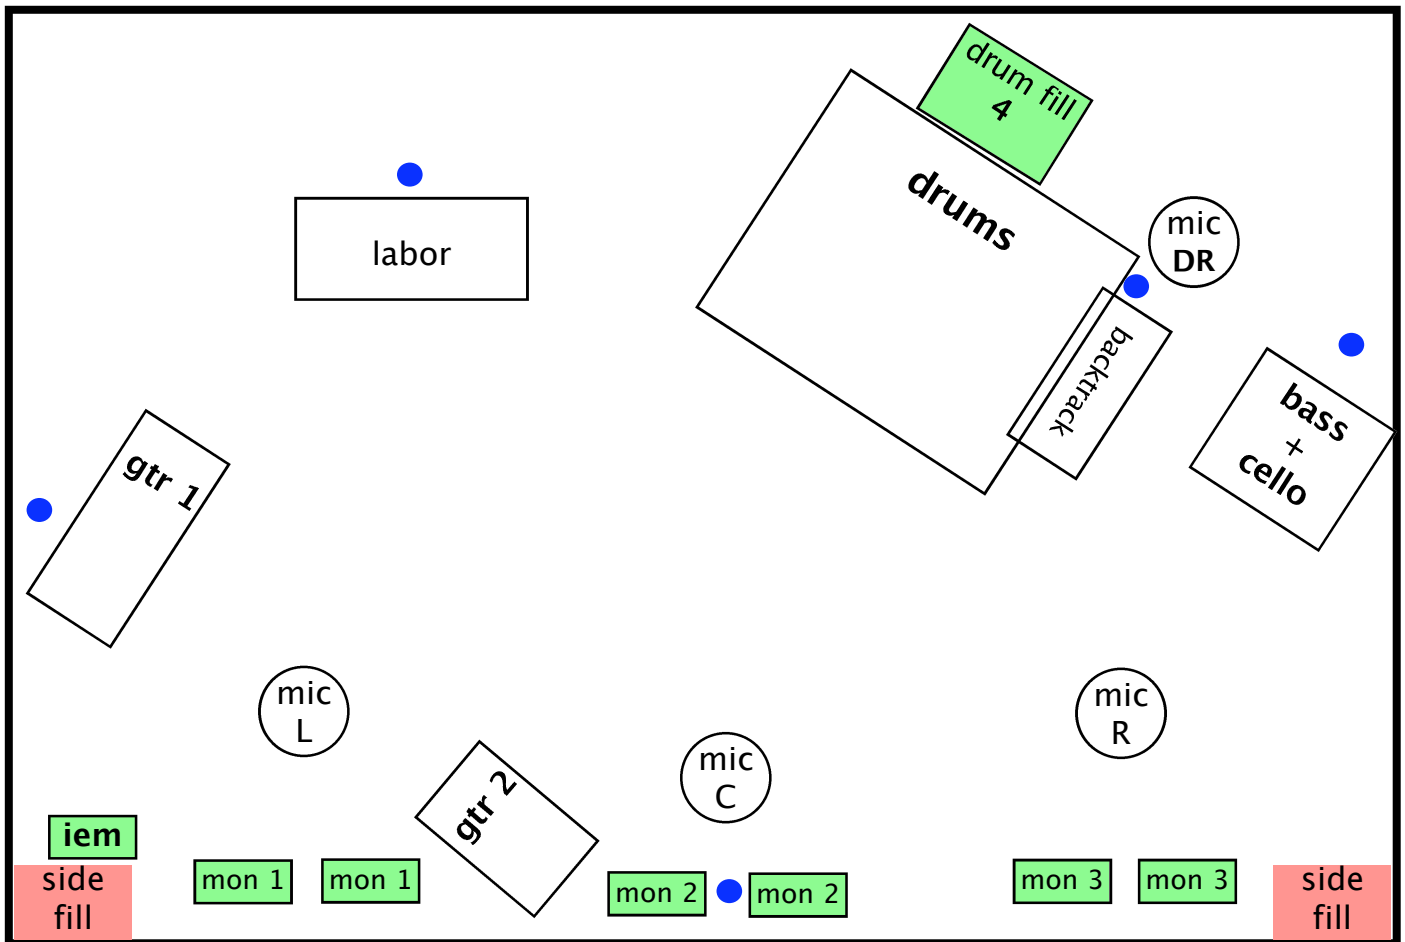 drum fill
4
drums
mic
DR
labor
backtrack
bass
+
cello
gtr 1
mic
L
mic
R
mic
C
gtr 2
iem
side
fill
mon 1
mon 1
mon 2
mon 2
mon 3
mon 3
side
fill